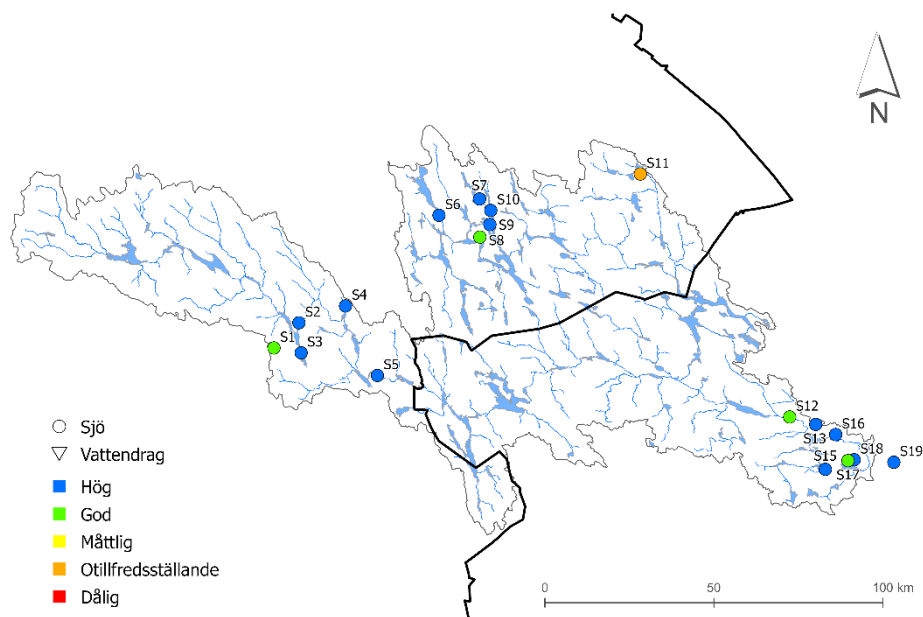 N
S11
S7
S10
S6
S9
S8
S4
S2
S1
S3
S5
S12
S16
S13
S18
S19
S15
S17
Sjö
Vattendrag
Hög
God
Måttlig
Otillfredsställande
Dålig
0
50
100 km